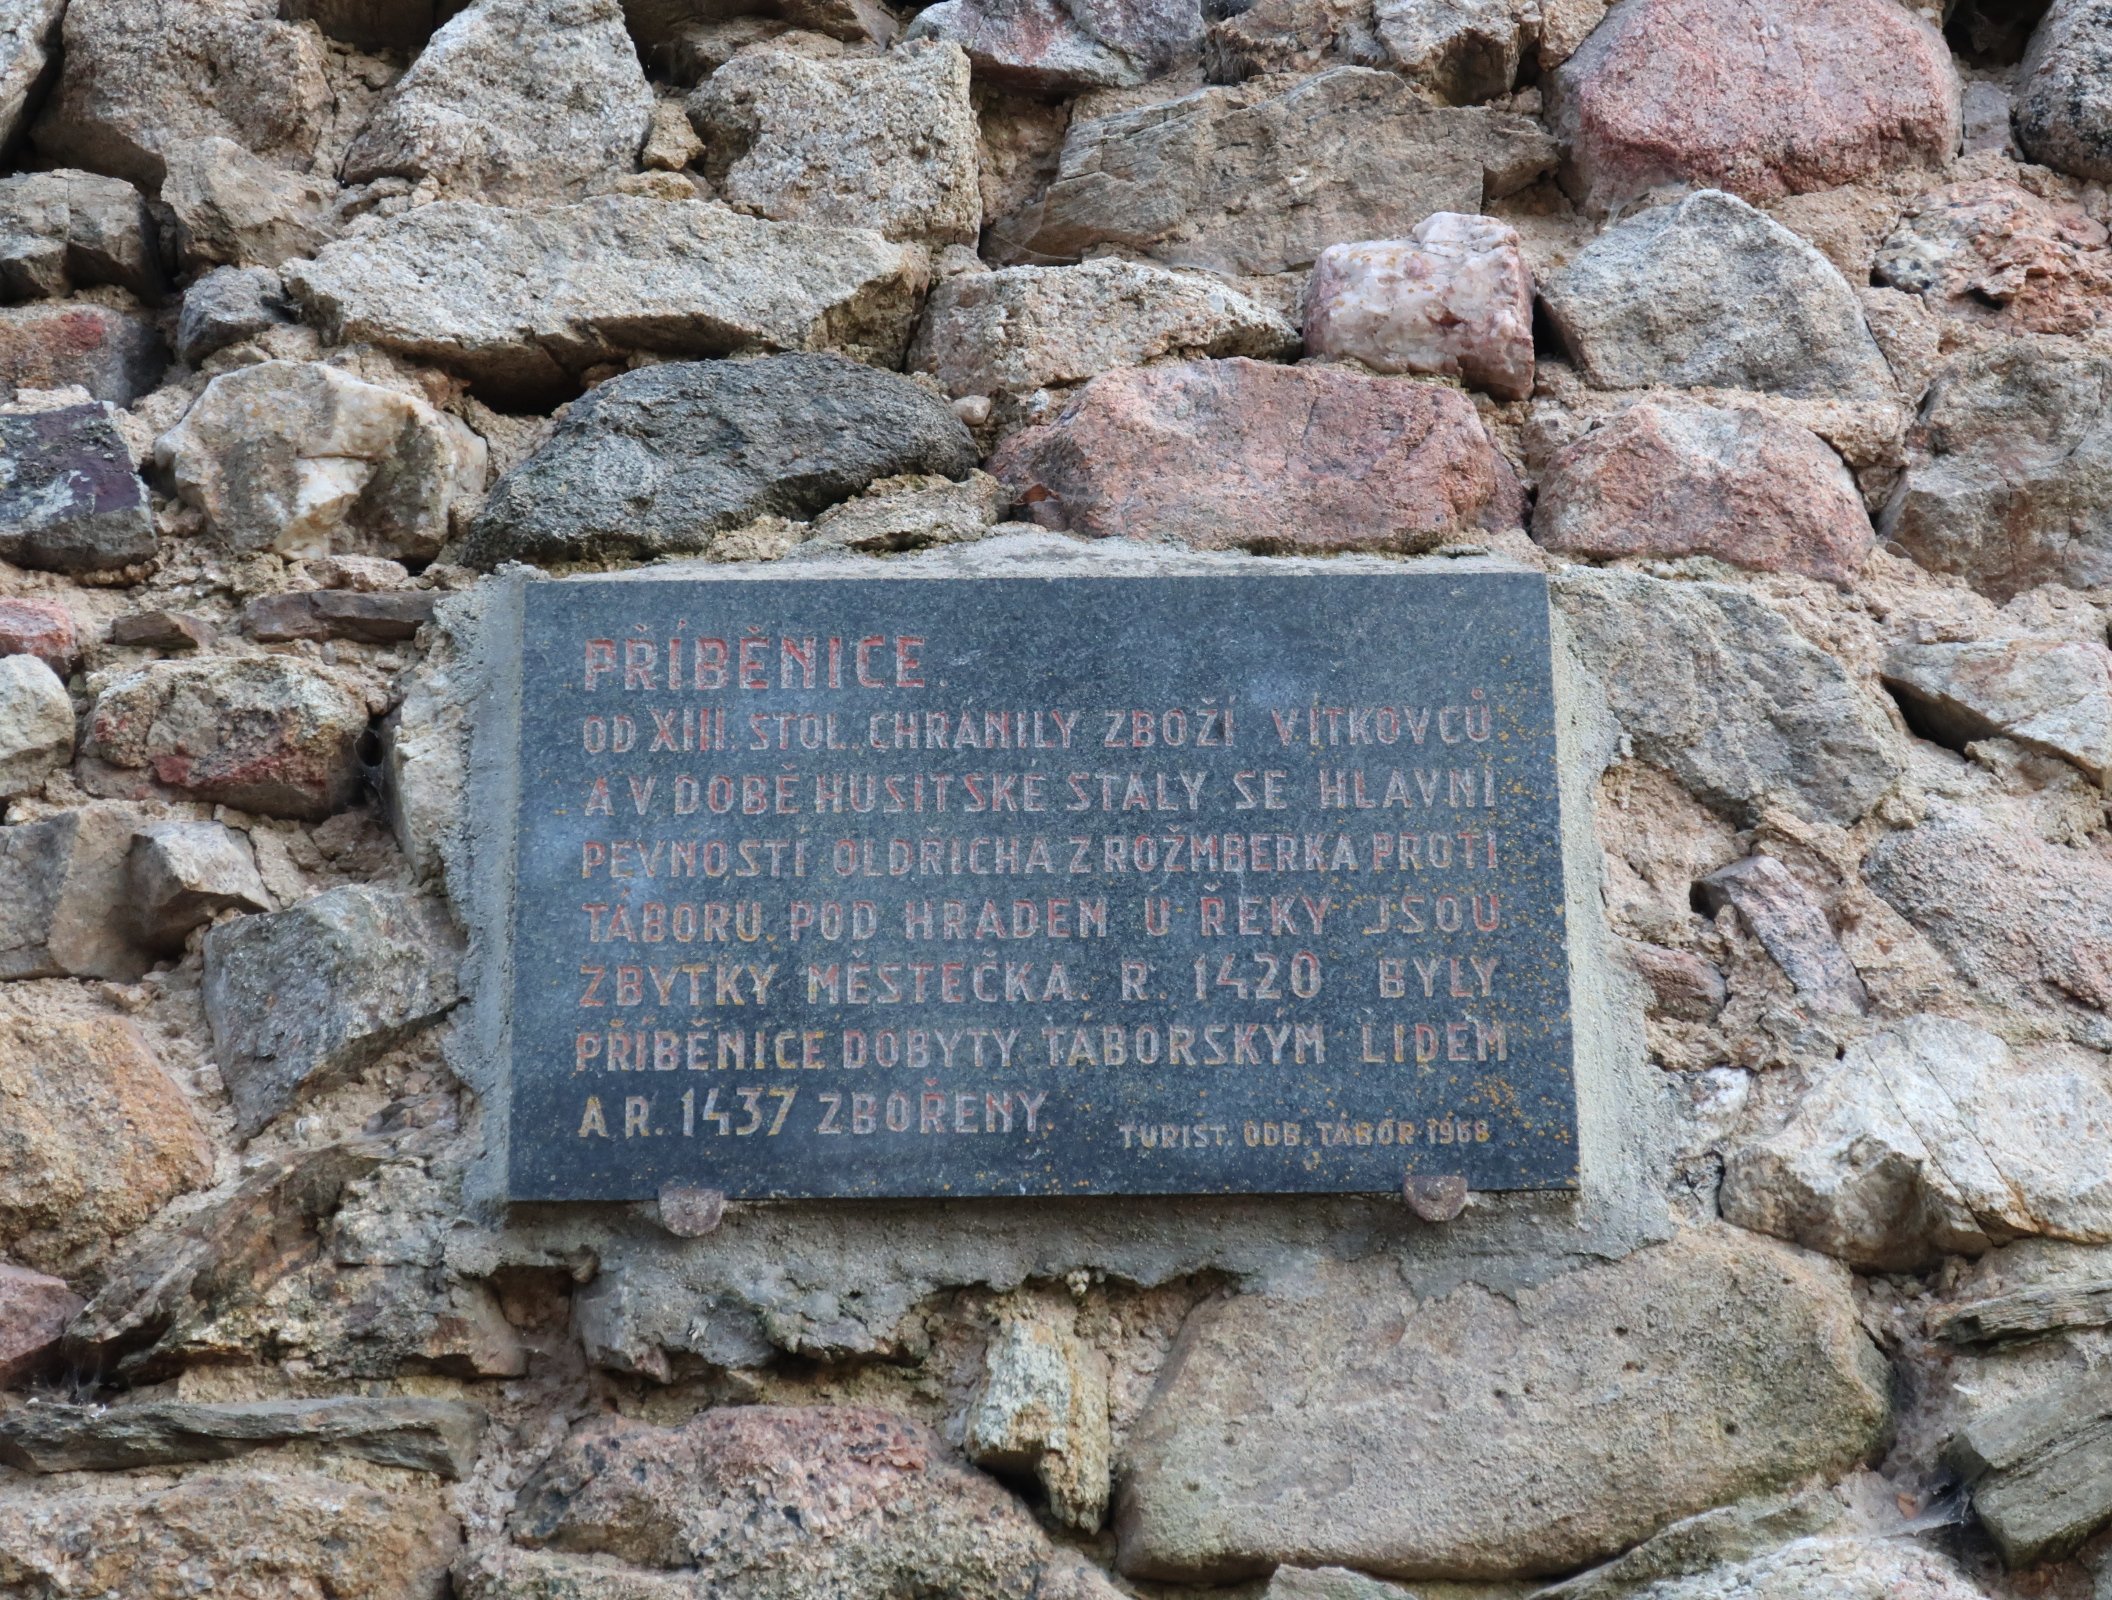 PŘÍBĚNICE
OD XIII. STOL. CHRÁNILY ZBOŽÍ VÍTKOVCŮ
A V DOBĚ HUSITSKÉ STALY SE HLAVNÍ
PEVNOSTÍ OLDŘICHA Z ROŽMBERKA PROTI
TÁBORU. POD HRADEM U ŘEKY JSOU
ZBYTKY MĚSTEČKA. R. 1420 BYLY
PŘÍBĚNICE DOBYTY TÁBORSKÝM LIDEM
A R. 1437 ZBOŘENY.
TURIST. ODB. TÁBOR 1968